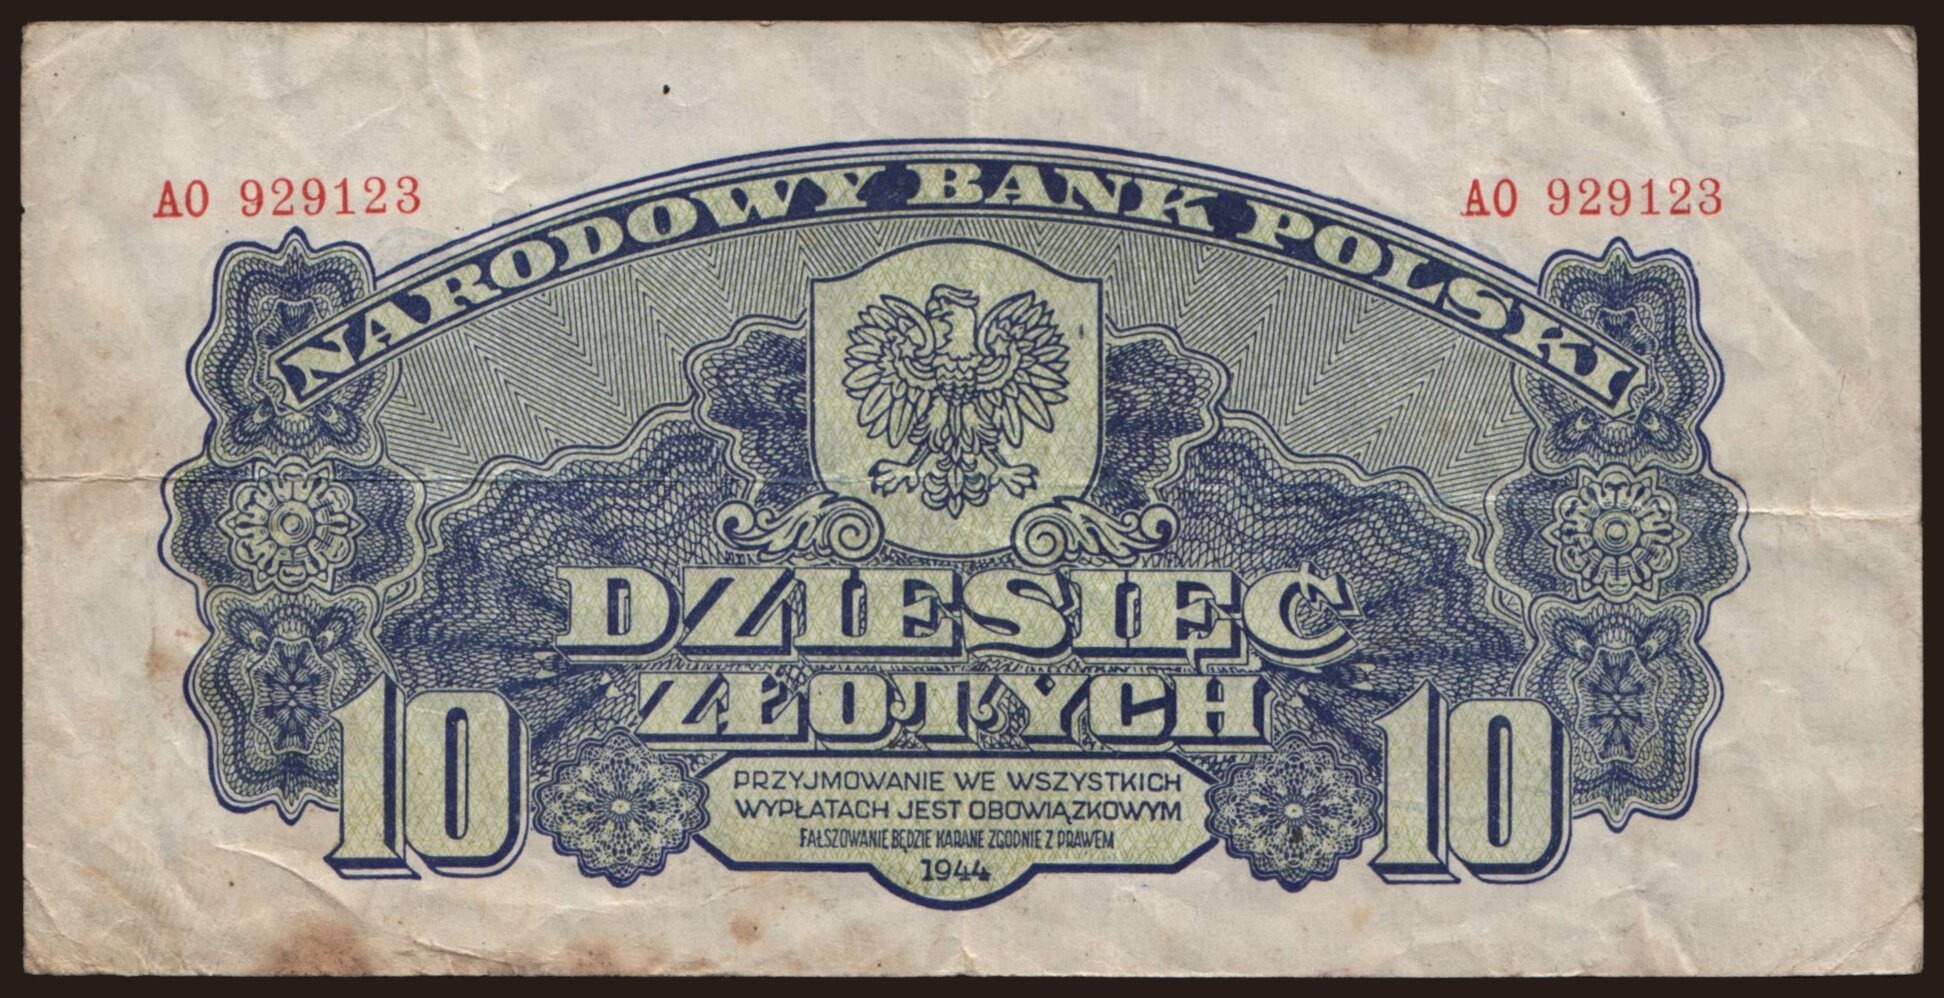 AO 929123
AO 929123
NARODOWY BANK POLSKI
DZIESIĘĆ
ZŁOTYCH
10
10
PRZYJMOWANIE WE WSZYSTKICH
WYPŁATACH JEST OBOWIĄZKOWYM
FAŁSZOWANIE BĘDZIE KARANE ZGODNIE Z PRAWEM
1944